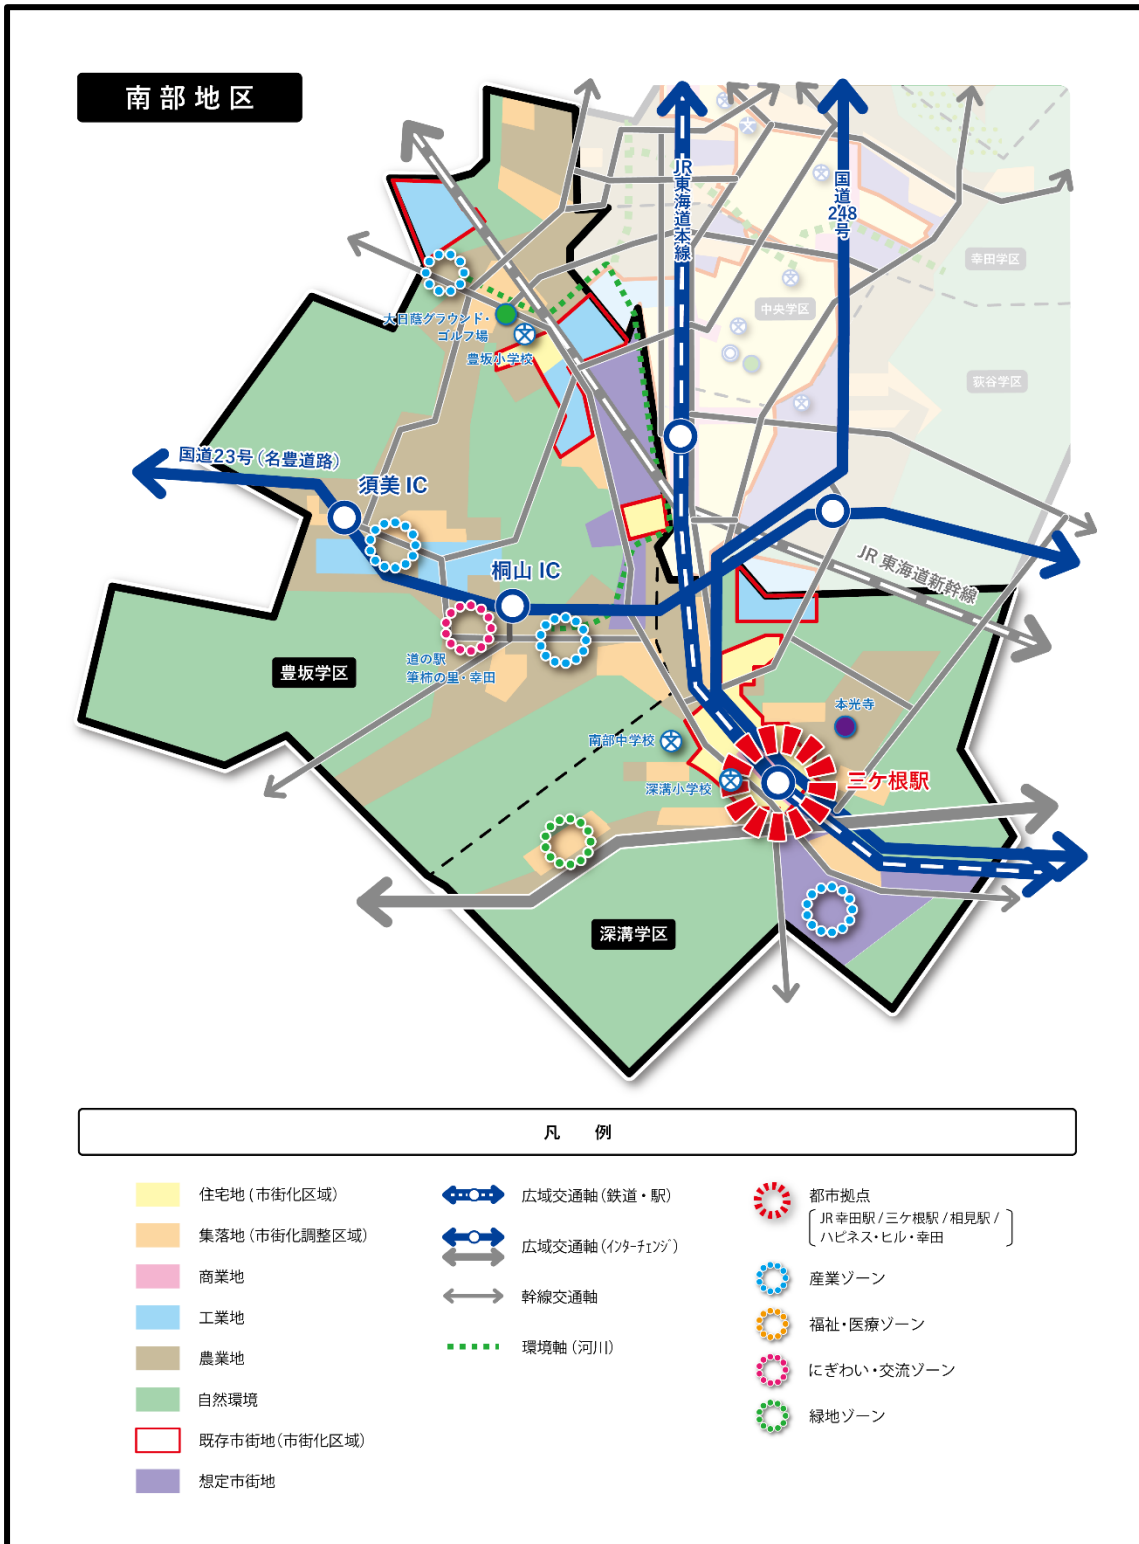 南部地区
JR東海道本線
国道248号
幸田学区
中央学区
荻谷学区
大日蔭グラウンド・
ゴルフ場
豊坂小学校
国道23号(名豊道路)
須美 IC
桐山 IC
JR 東海道新幹線
道の駅
筆柿の里・幸田
豊坂学区
本光寺
南部中学校
深溝小学校
三ケ根駅
深溝学区
凡 例
住宅地(市街化区域)
集落地(市街化調整区域)
商業地
工業地
農業地
自然環境
既存市街地(市街化区域)
想定市街地
広域交通軸(鉄道・駅)
広域交通軸(インターチェンジ)
幹線交通軸
環境軸(河川)
都市拠点
JR 幸田駅 / 三ケ根駅 / 相見駅 /
ハピネス・ヒル・幸田
産業ゾーン
福祉・医療ゾーン
にぎわい・交流ゾーン
緑地ゾーン